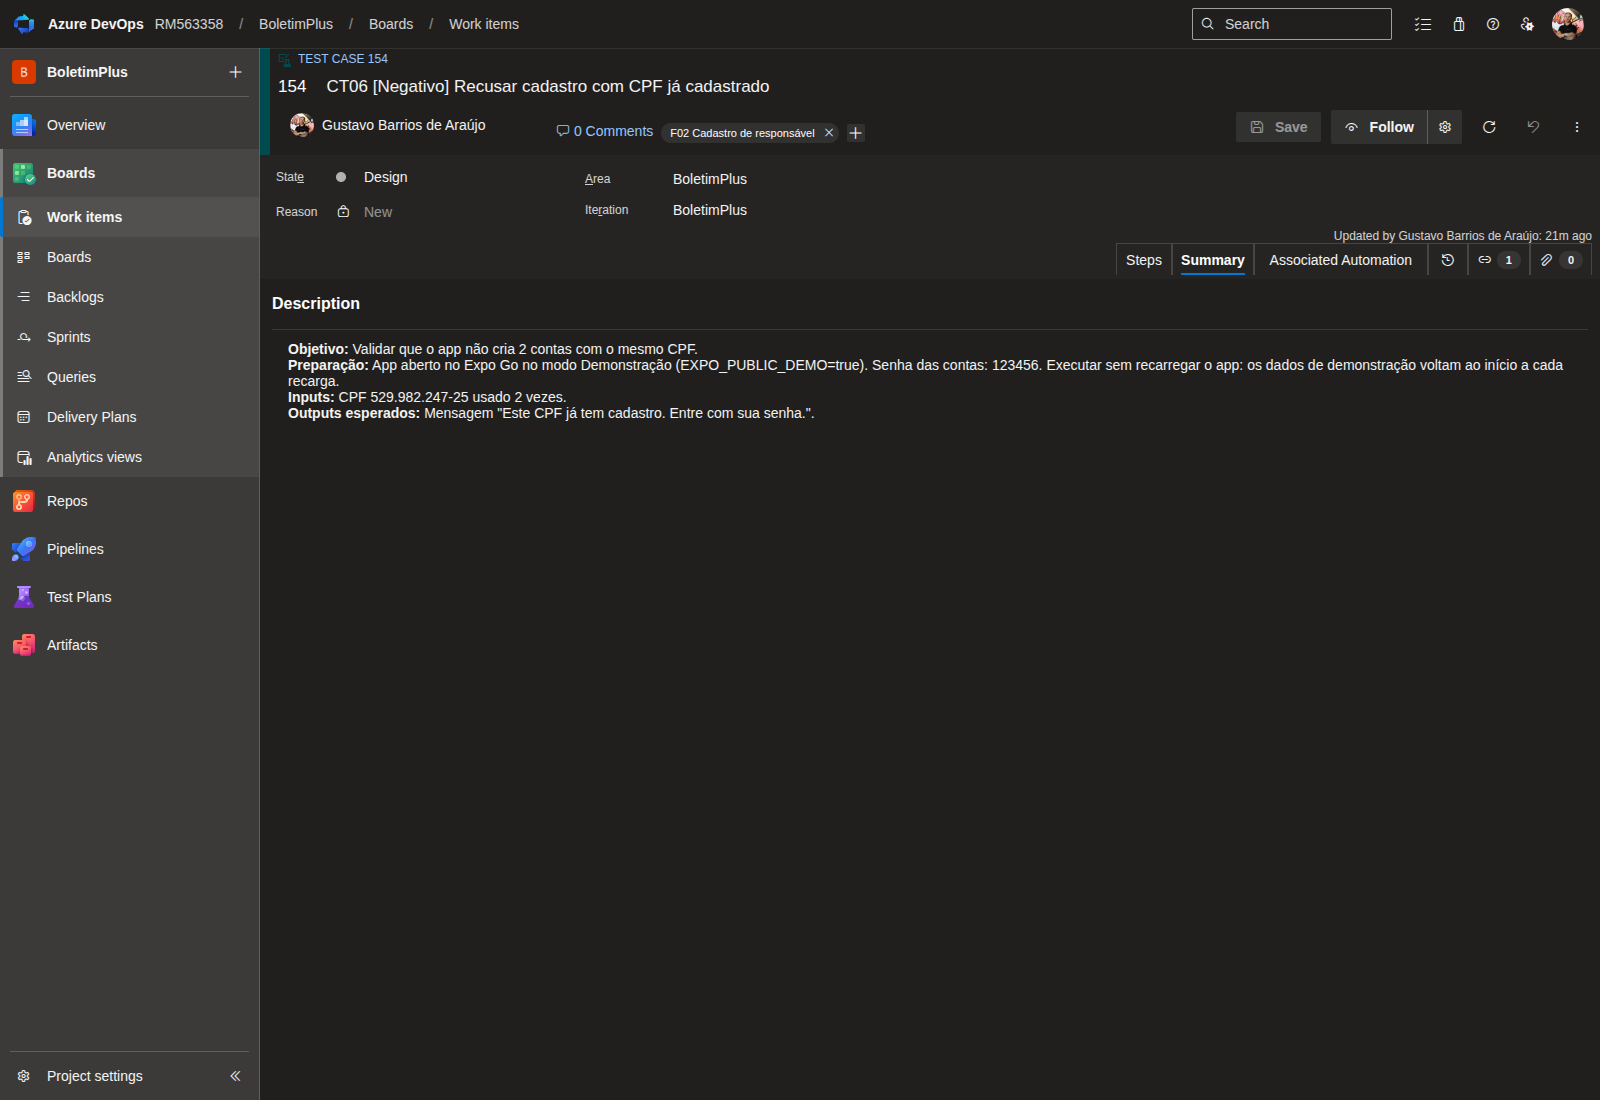 Azure DevOps RM563358 / BoletimPlus / Boards / Work items
Search
B BoletimPlus
Overview
Boards
Work items
Boards
Backlogs
Sprints
Queries
Delivery Plans
Analytics views
Repos
Pipelines
Test Plans
Artifacts
Project settings
TEST CASE 154
154 CT06 [Negativo] Recusar cadastro com CPF já cadastrado
Gustavo Barrios de Araújo
0 Comments
F02 Cadastro de responsável
Save
Follow
State Design
Area BoletimPlus
Reason New
Iteration BoletimPlus
Updated by Gustavo Barrios de Araújo: 21m ago
Steps Summary Associated Automation 1 0
Description
Objetivo: Validar que o app não cria 2 contas com o mesmo CPF.
Preparação: App aberto no Expo Go no modo Demonstração (EXPO_PUBLIC_DEMO=true). Senha das contas: 123456. Executar sem recarregar o app: os dados de demonstração voltam ao início a cada
recarga.
Inputs: CPF 529.982.247-25 usado 2 vezes.
Outputs esperados: Mensagem "Este CPF já tem cadastro. Entre com sua senha.".